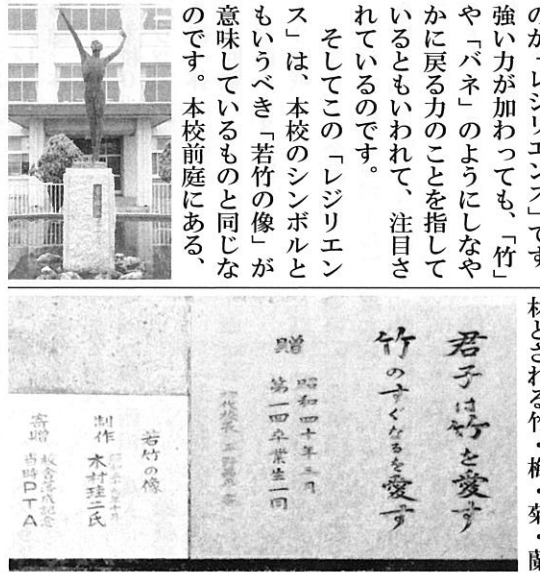 のが「レジリエンス」です
強い力が加わっても、「竹」
や「バネ」のようにしなや
かに戻る力のことを指して
いるともいわれて、注目さ
れているのです。
そしてこの「レジリエン
ス」は、本校のシンボルと
もいうべき「若竹の像」が
意味しているものと同じな
のです。本校前庭にある、
材とされる竹・梅・菊・蘭
君子は竹を愛す
竹のすぐなるを愛す
贈
昭和四十年三月
第一四卒業生一同
若竹の像
制作 木村珪二氏
寄贈
当時PTA